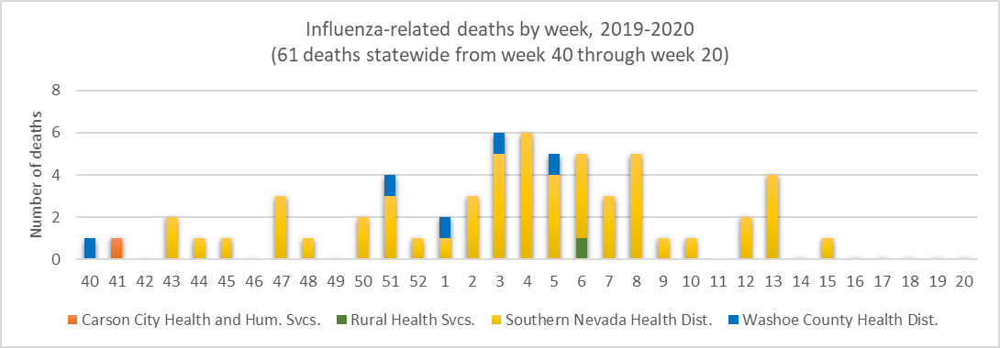 Influenza-related deaths by week, 2019-2020
(61 deaths statewide from week 40 through week 20)
Number of deaths
8
6
4
2
0
40 41 42 43 44 45 46 47 48 49 50 51 52 1 2 3 4 5 6 7 8 9 10 11 12 13 14 15 16 17 18 19 20
Carson City Health and Hum. Svcs. Rural Health Svcs. Southern Nevada Health Dist. Washoe County Health Dist.